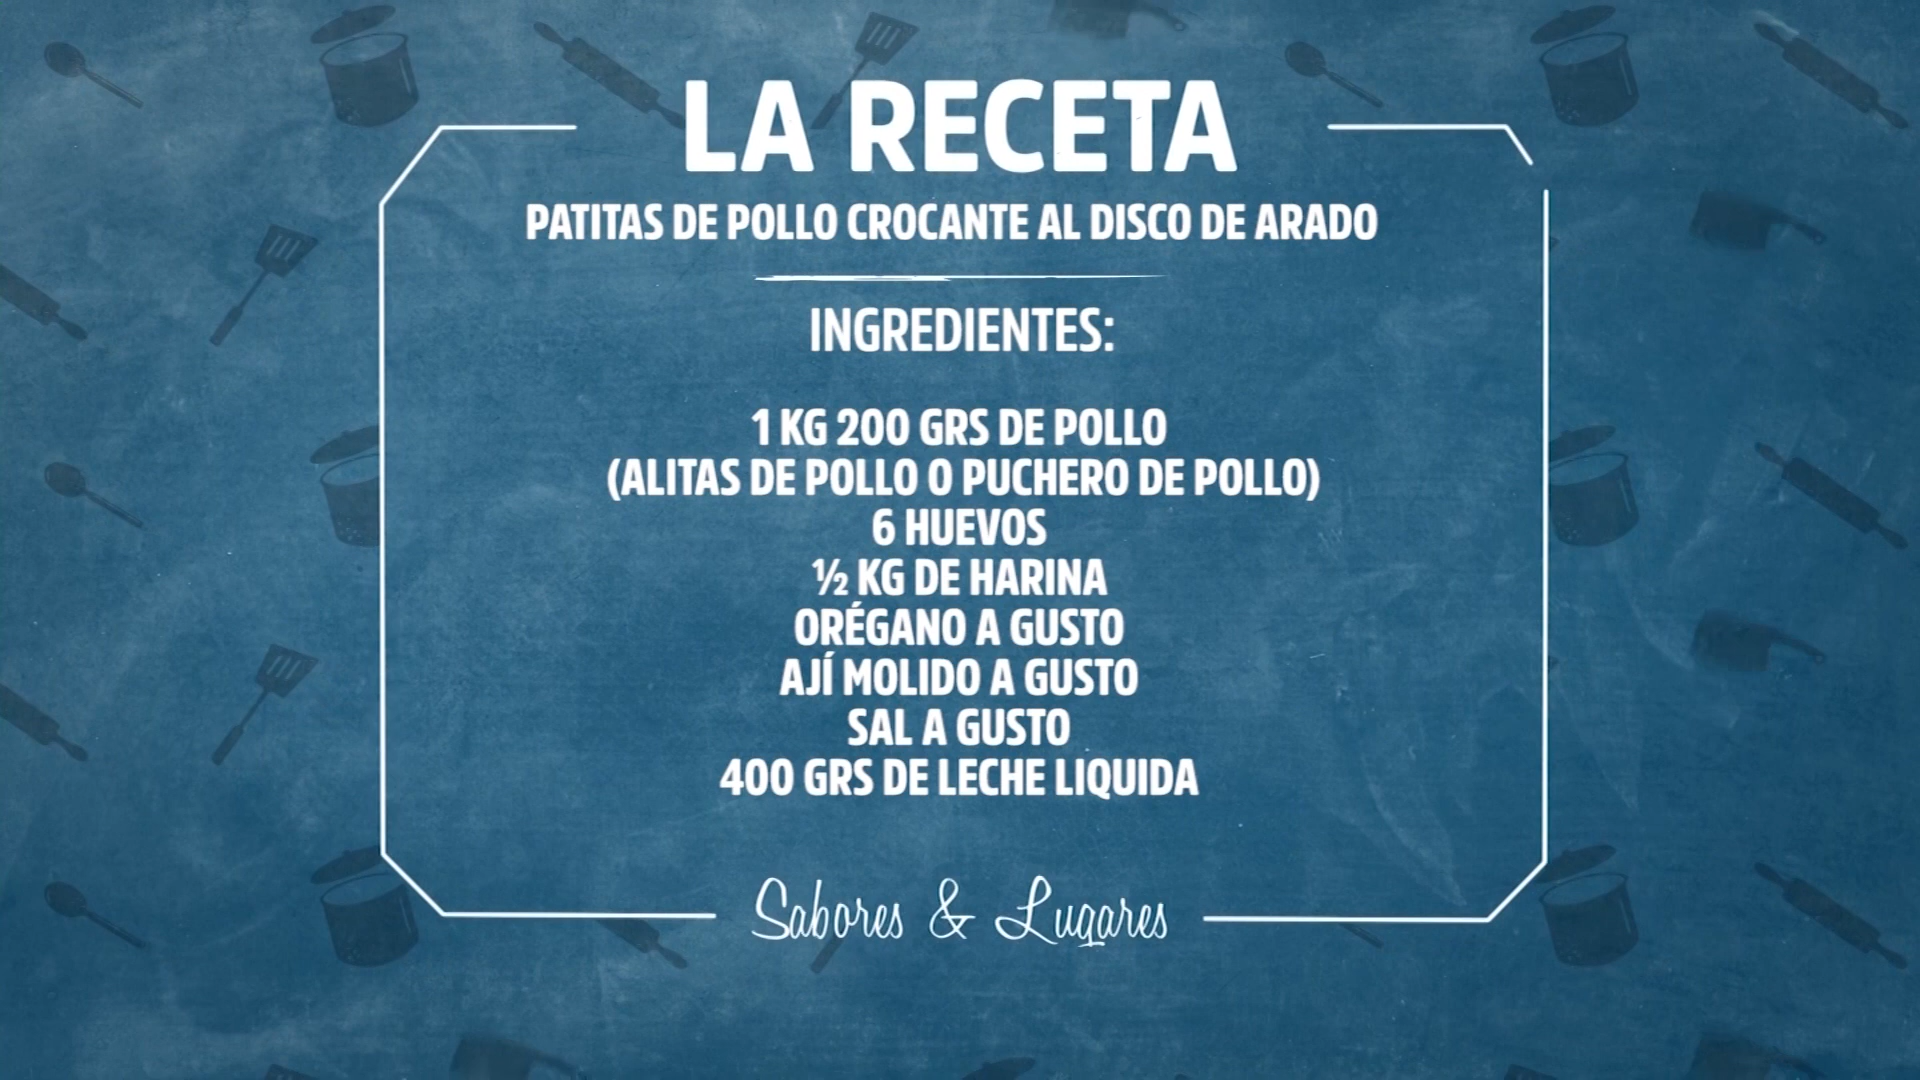 LA RECETA
PATITAS DE POLLO CROCANTE AL DISCO DE ARADO
INGREDIENTES:
1 KG 200 GRS DE POLLO
(ALITAS DE POLLO O PUCHERO DE POLLO)
6 HUEVOS
½ KG DE HARINA
ORÉGANO A GUSTO
AJÍ MOLIDO A GUSTO
SAL A GUSTO
400 GRS DE LECHE LIQUIDA
Sabores & Lugares